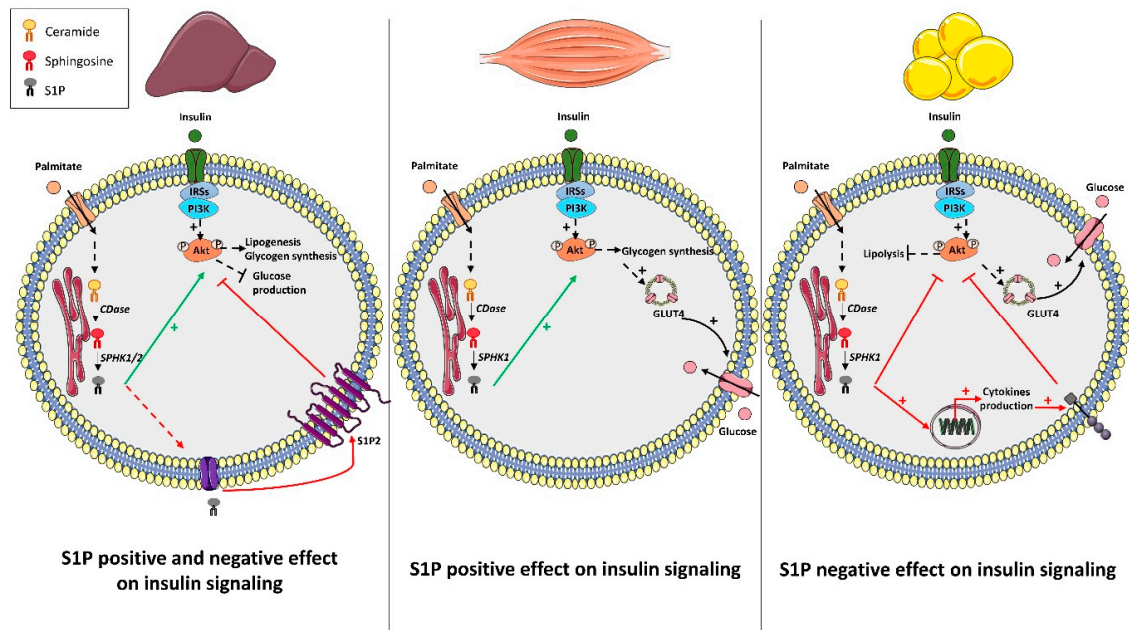 Ceramide
Sphingosine
S1P
Insulin
Palmitate
IRSs
PI3K
+
P
P
Akt
Lipogenesis
Glycogen synthesis
Glucose
production
CDase
SPHK1/2
+
S1P2
S1P positive and negative effect
on insulin signaling
Insulin
Palmitate
IRSs
PI3K
+
P
P
Akt
Glycogen synthesis
+
GLUT4
CDase
+
+
SPHK1
Glucose
S1P positive effect on insulin signaling
Insulin
Palmitate
Glucose
IRSs
PI3K
+
P
P
Lipolysis
Akt
+
+
GLUT4
CDase
SPHK1
+
+
Cytokines
production
+
S1P negative effect on insulin signaling